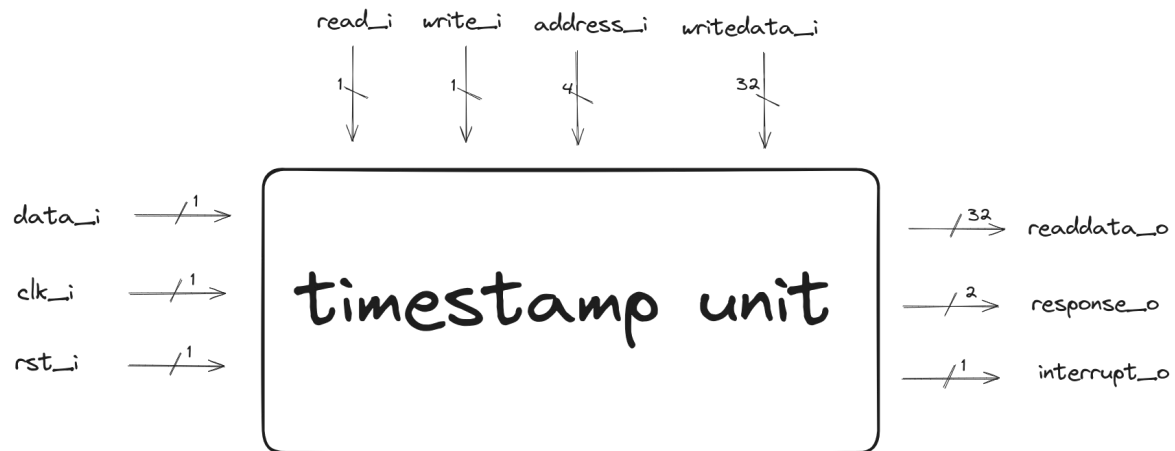 read_i write_i address_i writedata_i
1 1 4 32
data_i 1
clk_i 1
rst_i 1
timestamp unit
32 readdata_o
2 response_o
1 interrupt_o